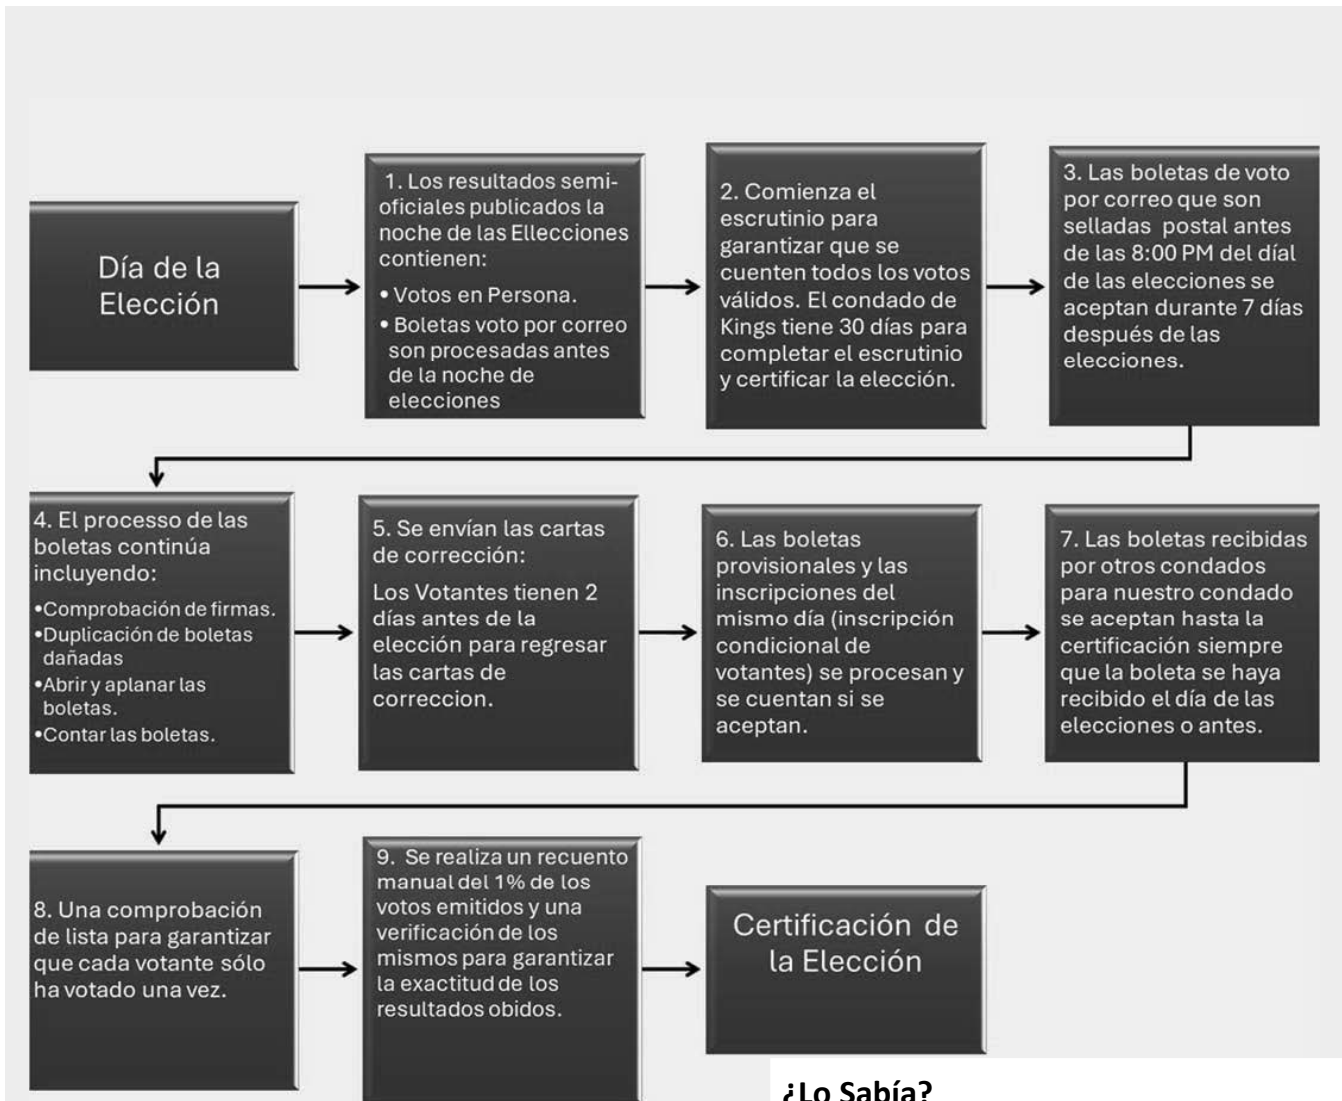 Día de la
Elección
1. Los resultados semi-
oficiales publicados la
noche de las Ellecciones
contienen:
• Votos en Persona.
• Boletas voto por correo
son procesadas antes
de la noche de
elecciones
2. Comienza el
escrutinio para
garantizar que se
cuenten todos los votos
válidos. El condado de
Kings tiene 30 días para
completar el escrutinio
y certificar la elección.
3. Las boletas de voto
por correo que son
selladas postal antes
de las 8:00 PM del díal
de las elecciones se
aceptan durante 7 días
después de las
elecciones.
4. El processo de las
boletas continúa
incluyendo:
•Comprobación de firmas.
•Duplicación de boletas
dañadas
•Abrir y aplanar las
boletas.
•Contar las boletas.
5. Se envían las cartas
de corrección:
Los Votantes tienen 2
días antes de la
elección para regresar
las cartas de
correccion.
6. Las boletas
provisionales y las
inscripciones del
mismo día (inscripción
condicional de
votantes) se procesan y
se cuentan si se
aceptan.
7. Las boletas recibidas
por otros condados
para nuestro condado
se aceptan hasta la
certificación siempre
que la boleta se haya
recibido el día de las
elecciones o antes.
8. Una comprobación
de lista para garantizar
que cada votante sólo
ha votado una vez.
9. Se realiza un recuento
manual del 1% de los
votos emitidos y una
verificación de los
mismos para garantizar
la exactitud de los
resultados obidos.
Certificación de
la Elección
¿Lo Sabía?